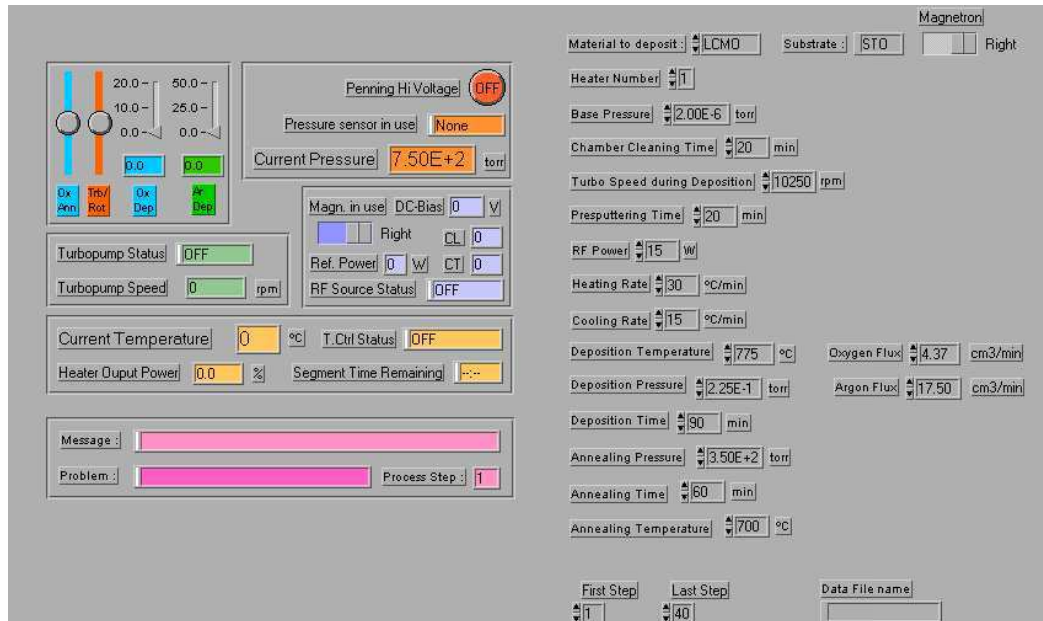 Magnetron
Material to deposit : LCMO Substrate : STO Right
20.0 50.0
10.0 25.0
0.0 0.0
0.0 0.0
Ox Ann Trb/ Rot Ox Dep Ar Dep
Penning Hi Voltage OFF
Pressure sensor in use None
Current Pressure 7.50E+2 torr
Magn. in use DC-Bias 0 V
Right CL 0
Ref. Power 0 W CT 0
RF Source Status OFF
Turbopump Status OFF
Turbopump Speed 0 rpm
Current Temperature 0 ºC T.Ctrl Status OFF
Heater Ouput Power 0.0 % Segment Time Remaining --:--
Message :
Problem : Process Step : 1
Heater Number 1
Base Pressure 2.00E-6 torr
Chamber Cleaning Time 20 min
Turbo Speed during Deposition 10250 rpm
Presputtering Time 20 min
RF Power 15 W
Heating Rate 30 ºC/min
Cooling Rate 15 ºC/min
Deposition Temperature 775 ºC Oxygen Flux 4.37 cm3/min
Deposition Pressure 2.25E-1 torr Argon Flux 17.50 cm3/min
Deposition Time 90 min
Annealing Pressure 3.50E+2 torr
Annealing Time 60 min
Annealing Temperature 700 ºC
First Step Last Step Data File name
1 40